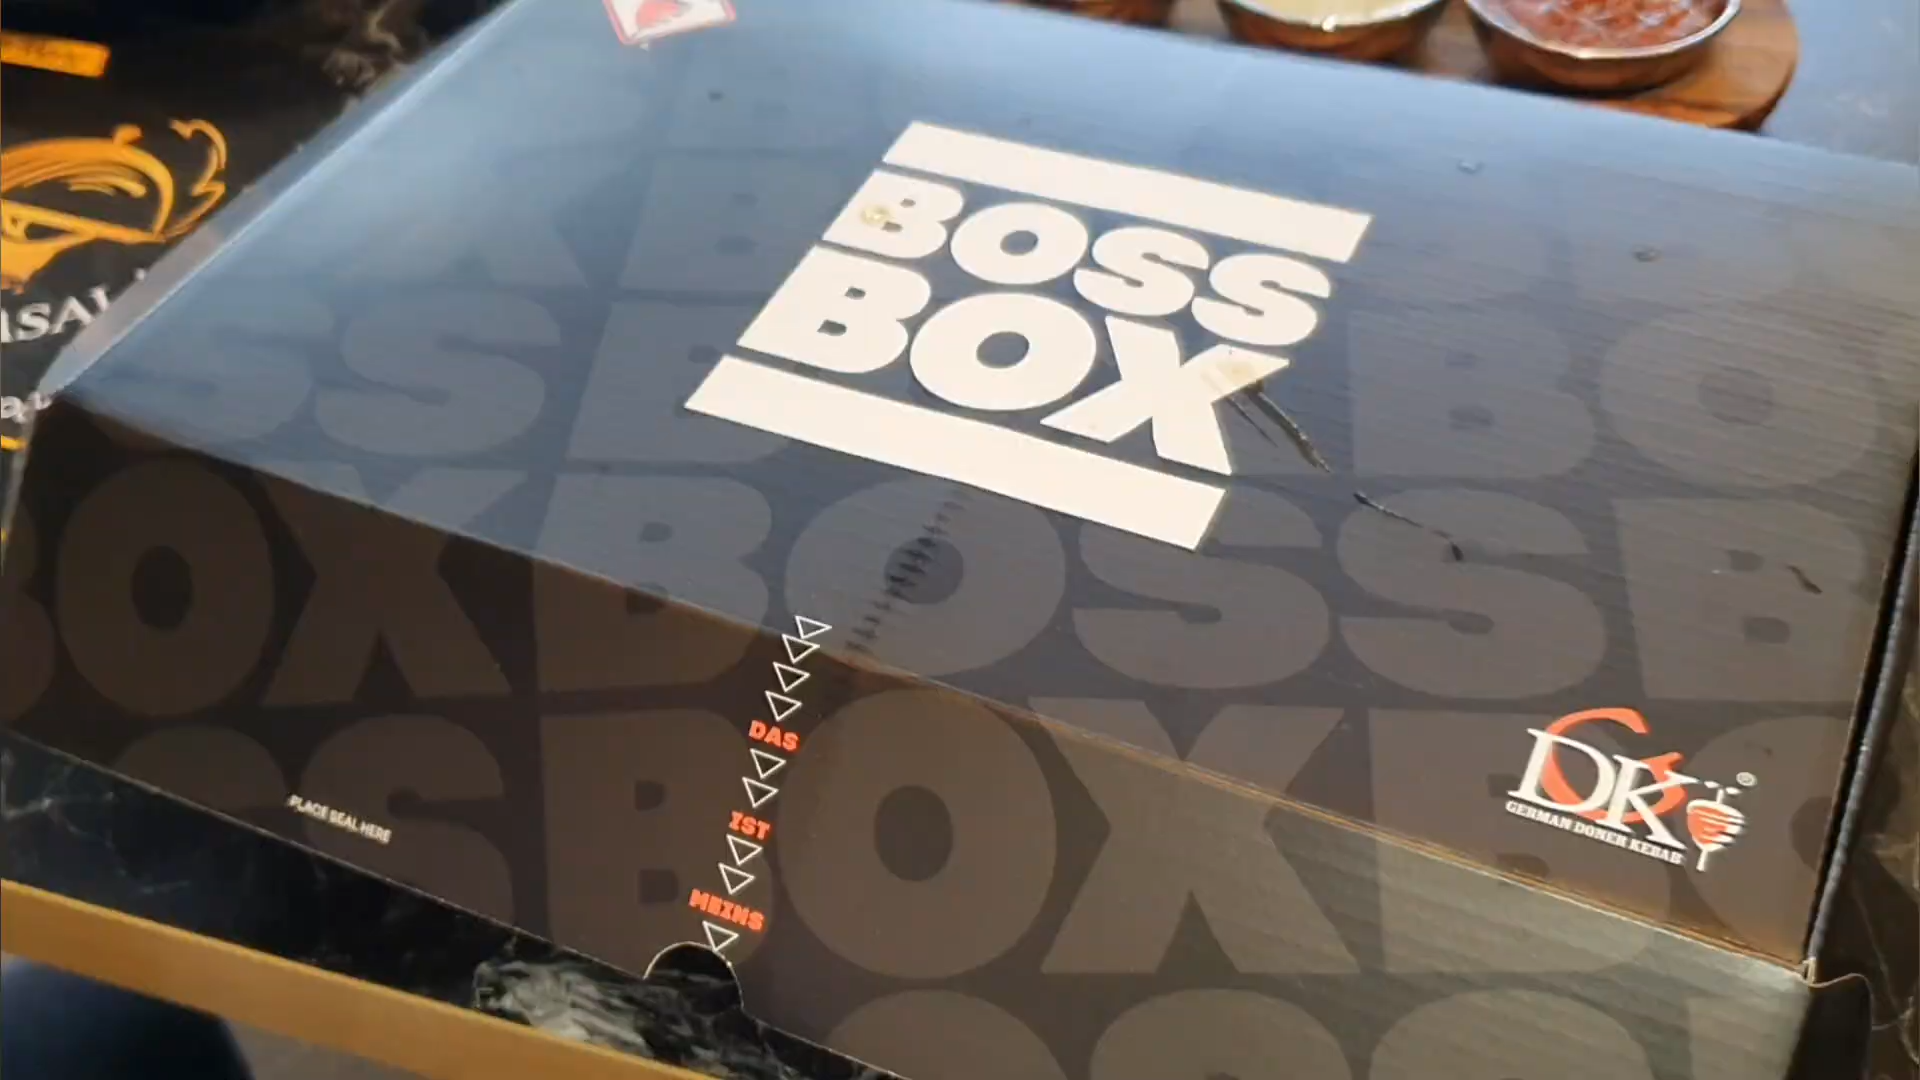 BOSS
BOX
DAS
IST
MEINS
PLACE SEAL HERE
GDK
GERMAN DONER KEBAB